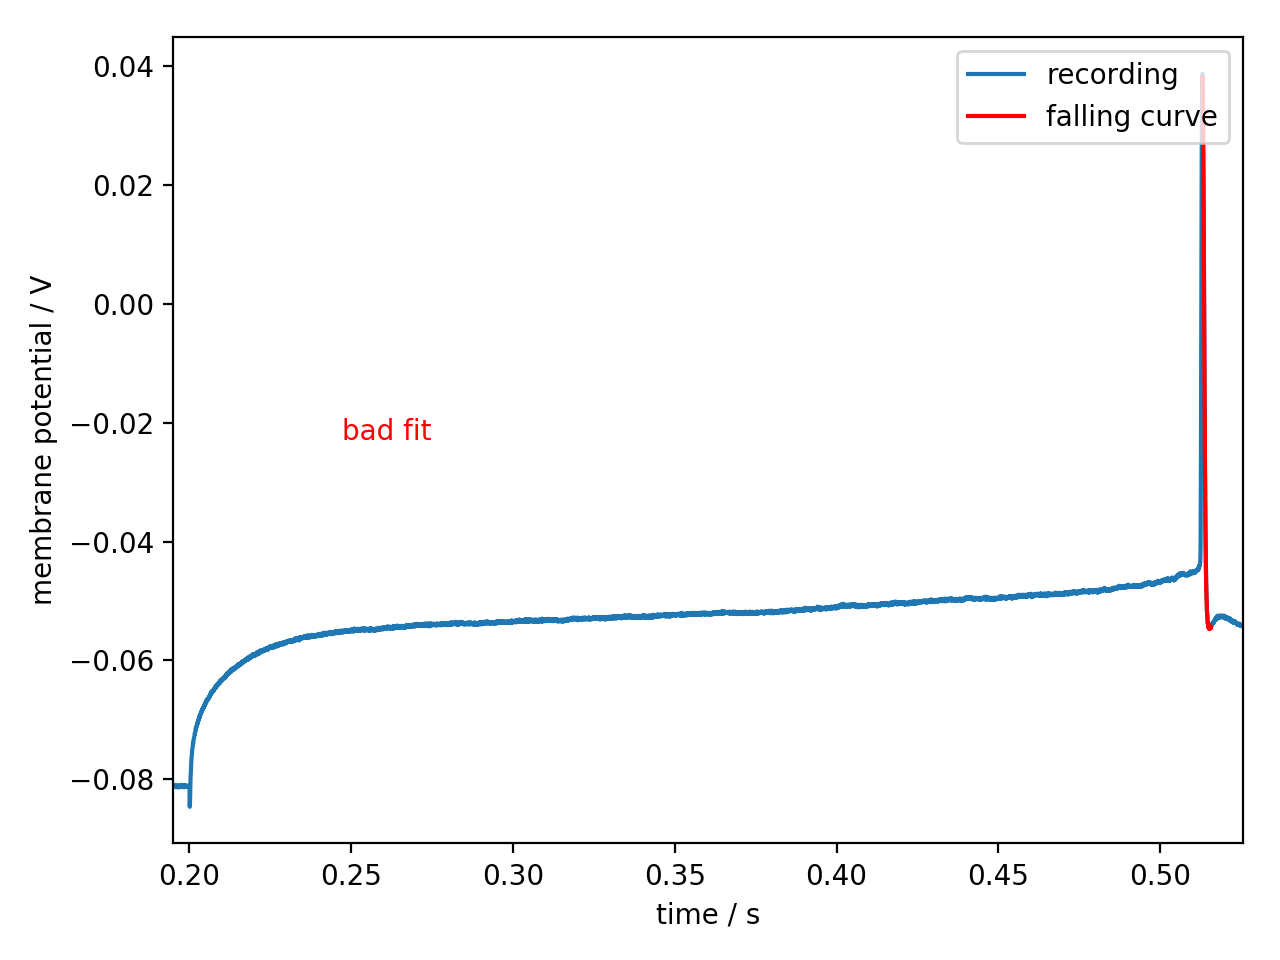 recording
falling curve
0.04
0.02
0.00
−0.02
−0.04
−0.06
−0.08
membrane potential / V
bad fit
0.20 0.25 0.30 0.35 0.40 0.45 0.50
time / s